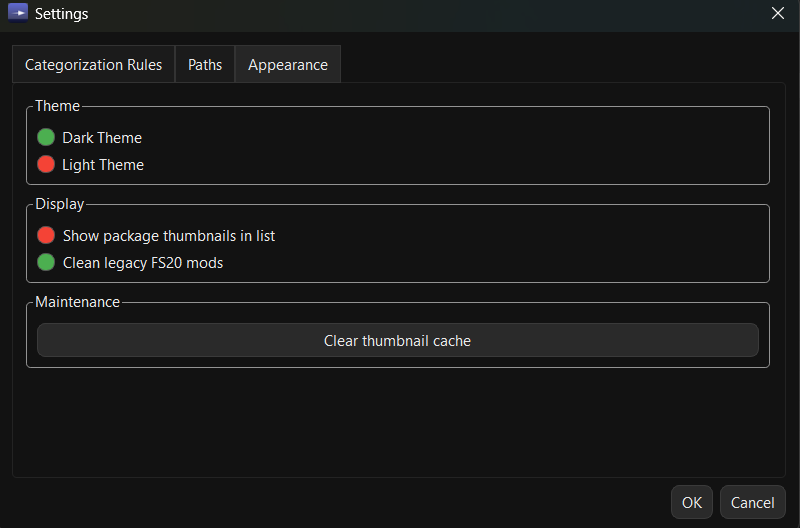 Settings
Categorization Rules
Paths
Appearance
Theme
Dark Theme
Light Theme
Display
Show package thumbnails in list
Clean legacy FS20 mods
Maintenance
Clear thumbnail cache
OK
Cancel